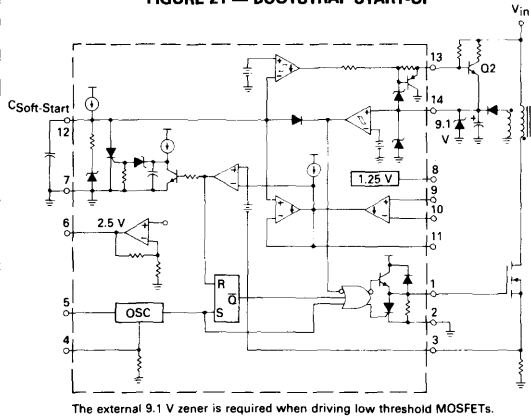 FIGURE 21 — BOOTSTRAP START-UP
Vin
13
Q2
CSoft-Start
12
14
9.1
V
7
1.25 V
8
9
10
6
2.5 V
11
R
Q
1
5
OSC
S
2
4
3
The external 9.1 V zener is required when driving low threshold MOSFETs.